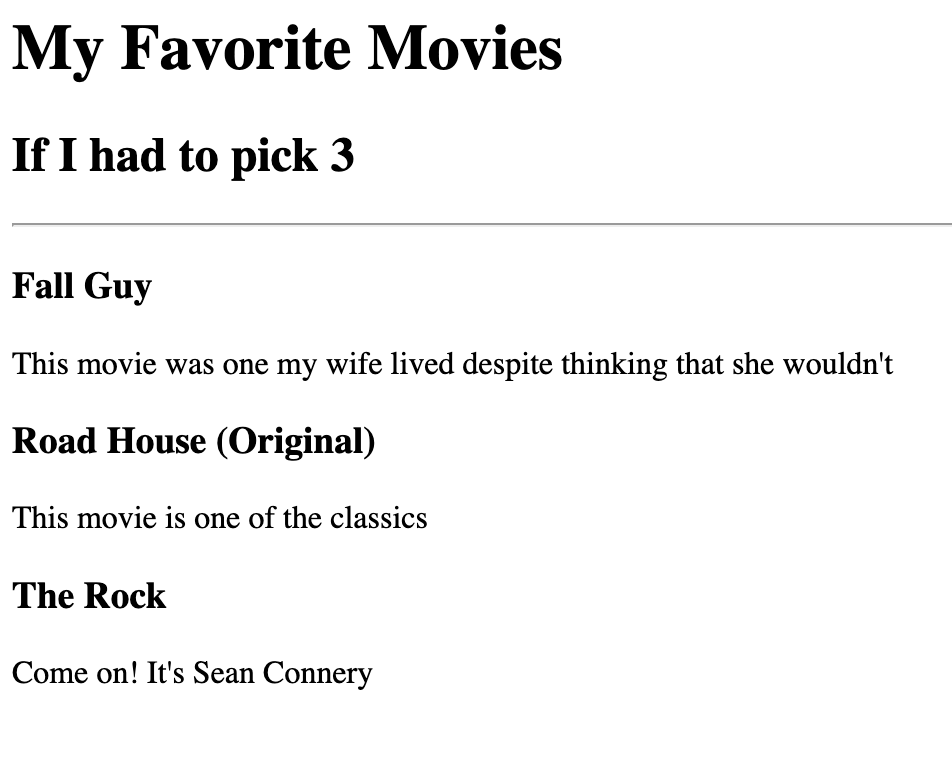 My Favorite Movies
If I had to pick 3
Fall Guy
This movie was one my wife lived despite thinking that she wouldn't
Road House (Original)
This movie is one of the classics
The Rock
Come on! It's Sean Connery